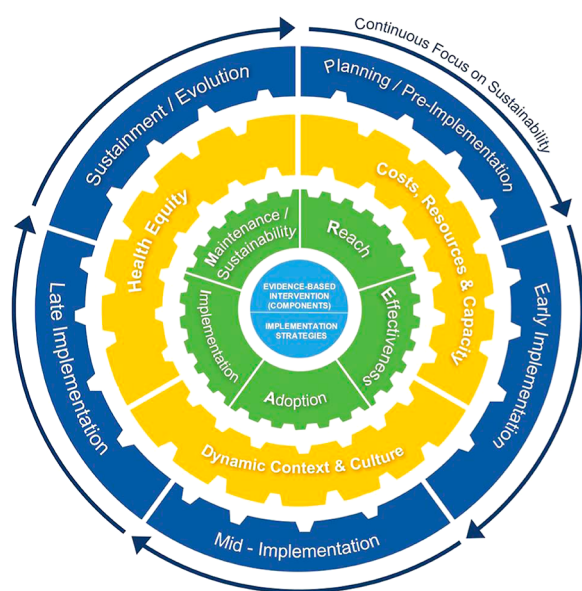 Continuous Focus on Sustainability
Planning / Pre-Implementation
Early Implementation
Mid - Implementation
Late Implementation
Sustainment / Evolution
Costs, Resources & Capacity
Dynamic Context & Culture
Health Equity
Reach
Effectiveness
Adoption
Implementation
Maintenance /
Sustainability
EVIDENCE-BASED
INTERVENTION
(COMPONENTS)
IMPLEMENTATION
STRATEGIES